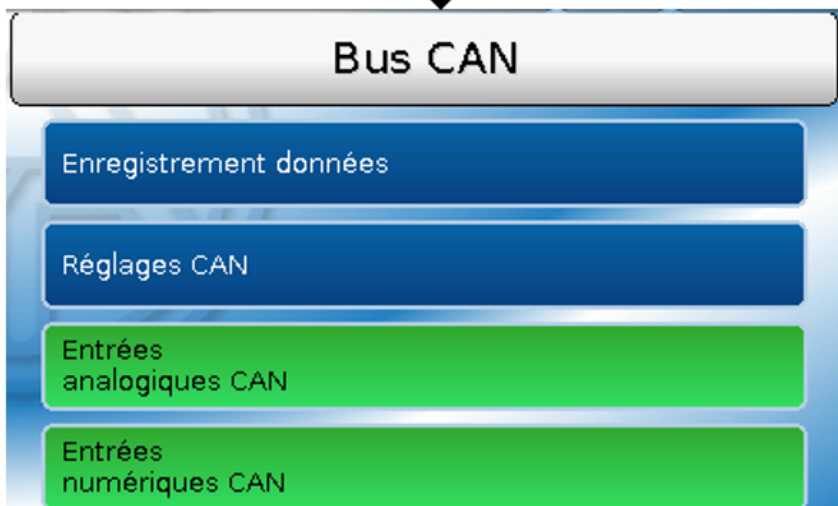 Bus CAN
Enregistrement données
Réglages CAN
Entrées
analogiques CAN
Entrées
numériques CAN